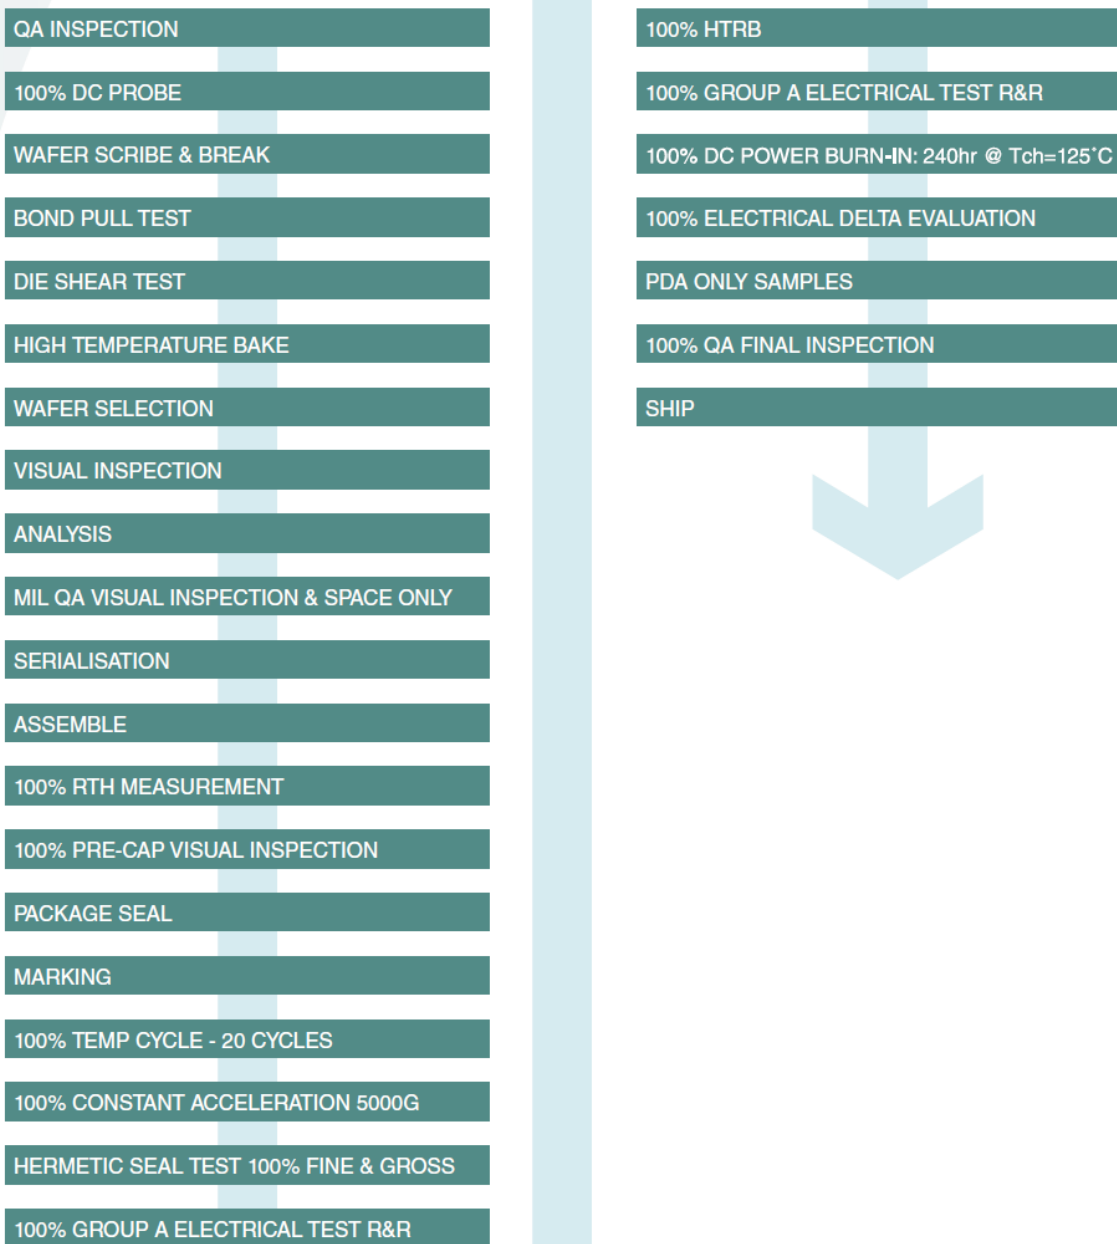 QA INSPECTION
100% DC PROBE
WAFER SCRIBE & BREAK
BOND PULL TEST
DIE SHEAR TEST
HIGH TEMPERATURE BAKE
WAFER SELECTION
VISUAL INSPECTION
ANALYSIS
MIL QA VISUAL INSPECTION & SPACE ONLY
SERIALISATION
ASSEMBLE
100% RTH MEASUREMENT
100% PRE-CAP VISUAL INSPECTION
PACKAGE SEAL
MARKING
100% TEMP CYCLE - 20 CYCLES
100% CONSTANT ACCELERATION 5000G
HERMETIC SEAL TEST 100% FINE & GROSS
100% GROUP A ELECTRICAL TEST R&R
100% HTRB
100% GROUP A ELECTRICAL TEST R&R
100% DC POWER BURN-IN: 240hr @ Tch=125˚C
100% ELECTRICAL DELTA EVALUATION
PDA ONLY SAMPLES
100% QA FINAL INSPECTION
SHIP